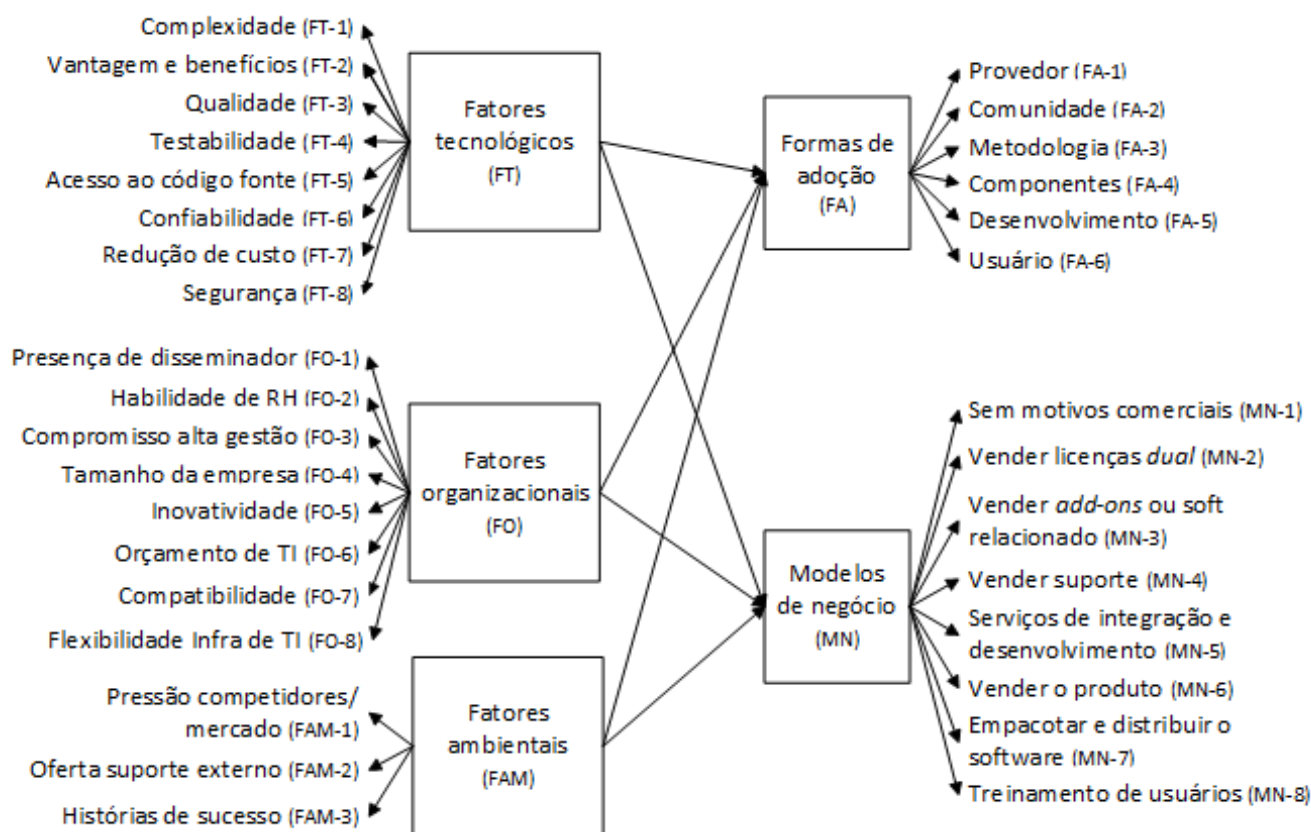 Complexidade (FT-1)
Vantagem e benefícios (FT-2)
Qualidade (FT-3)
Testabilidade (FT-4)
Acesso ao código fonte (FT-5)
Confiabilidade (FT-6)
Redução de custo (FT-7)
Segurança (FT-8)
Fatores
tecnológicos
(FT)
Presença de disseminador (FO-1)
Habilidade de RH (FO-2)
Compromisso alta gestão (FO-3)
Tamanho da empresa (FO-4)
Inovatividade (FO-5)
Orçamento de TI (FO-6)
Compatibilidade (FO-7)
Flexibilidade Infra de TI (FO-8)
Fatores
organizacionais
(FO)
Pressão competidores/
mercado (FAM-1)
Oferta suporte externo (FAM-2)
Histórias de sucesso (FAM-3)
Fatores
ambientais
(FAM)
Formas de
adoção
(FA)
Provedor (FA-1)
Comunidade (FA-2)
Metodologia (FA-3)
Componentes (FA-4)
Desenvolvimento (FA-5)
Usuário (FA-6)
Modelos
de negócio
(MN)
Sem motivos comerciais (MN-1)
Vender licenças dual (MN-2)
Vender add-ons ou soft
relacionado (MN-3)
Vender suporte (MN-4)
Serviços de integração e
desenvolvimento (MN-5)
Vender o produto (MN-6)
Empacotar e distribuir o
software (MN-7)
Treinamento de usuários (MN-8)